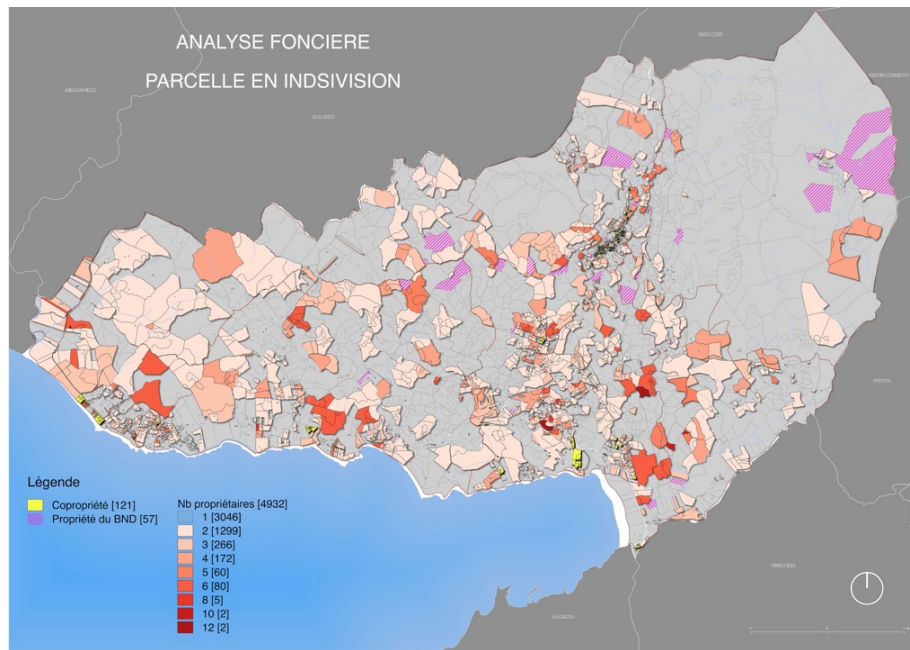 ANALYSE FONCIERE
PARCELLE EN INDSIVISION
Légende
Copropriété [121]
Propriété du BND [57]
Nb propriétaires [4932]
1 [3046]
2 [1299]
3 [266]
4 [172]
5 [60]
6 [80]
8 [5]
10 [2]
12 [2]